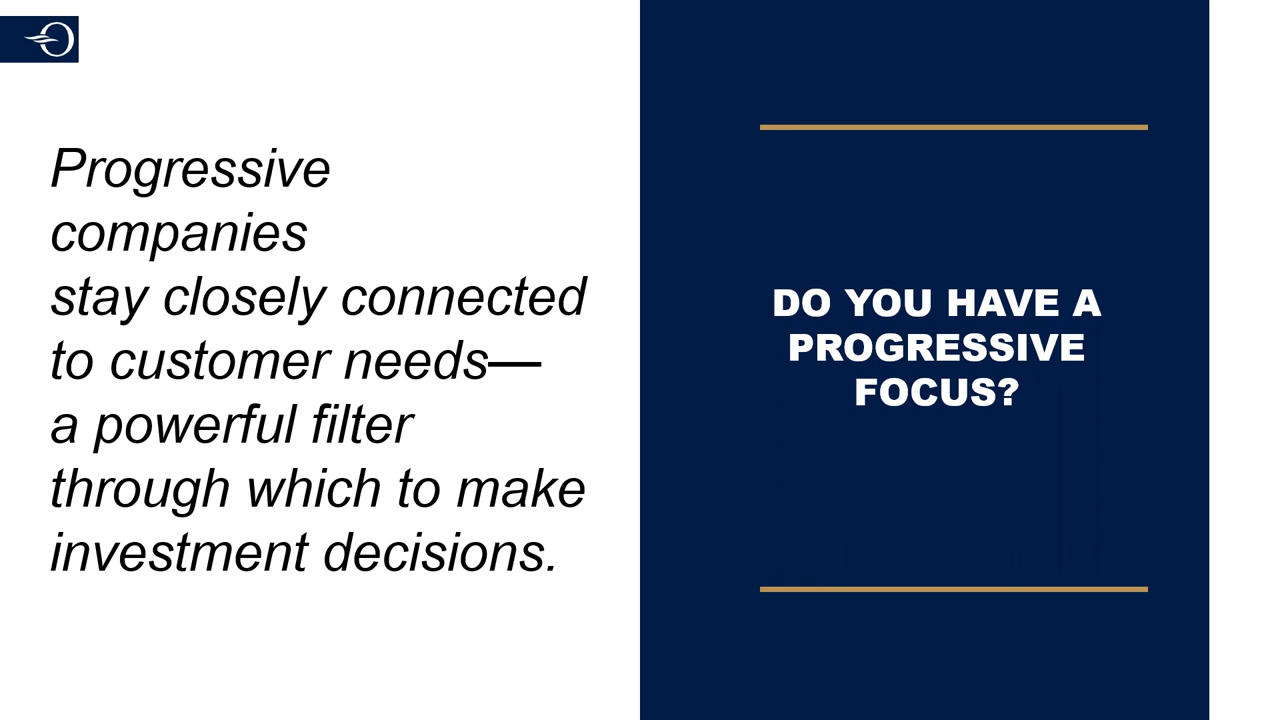 Progressive
companies
stay closely connected
to customer needs—
a powerful filter
through which to make
investment decisions.
DO YOU HAVE A
PROGRESSIVE
FOCUS?